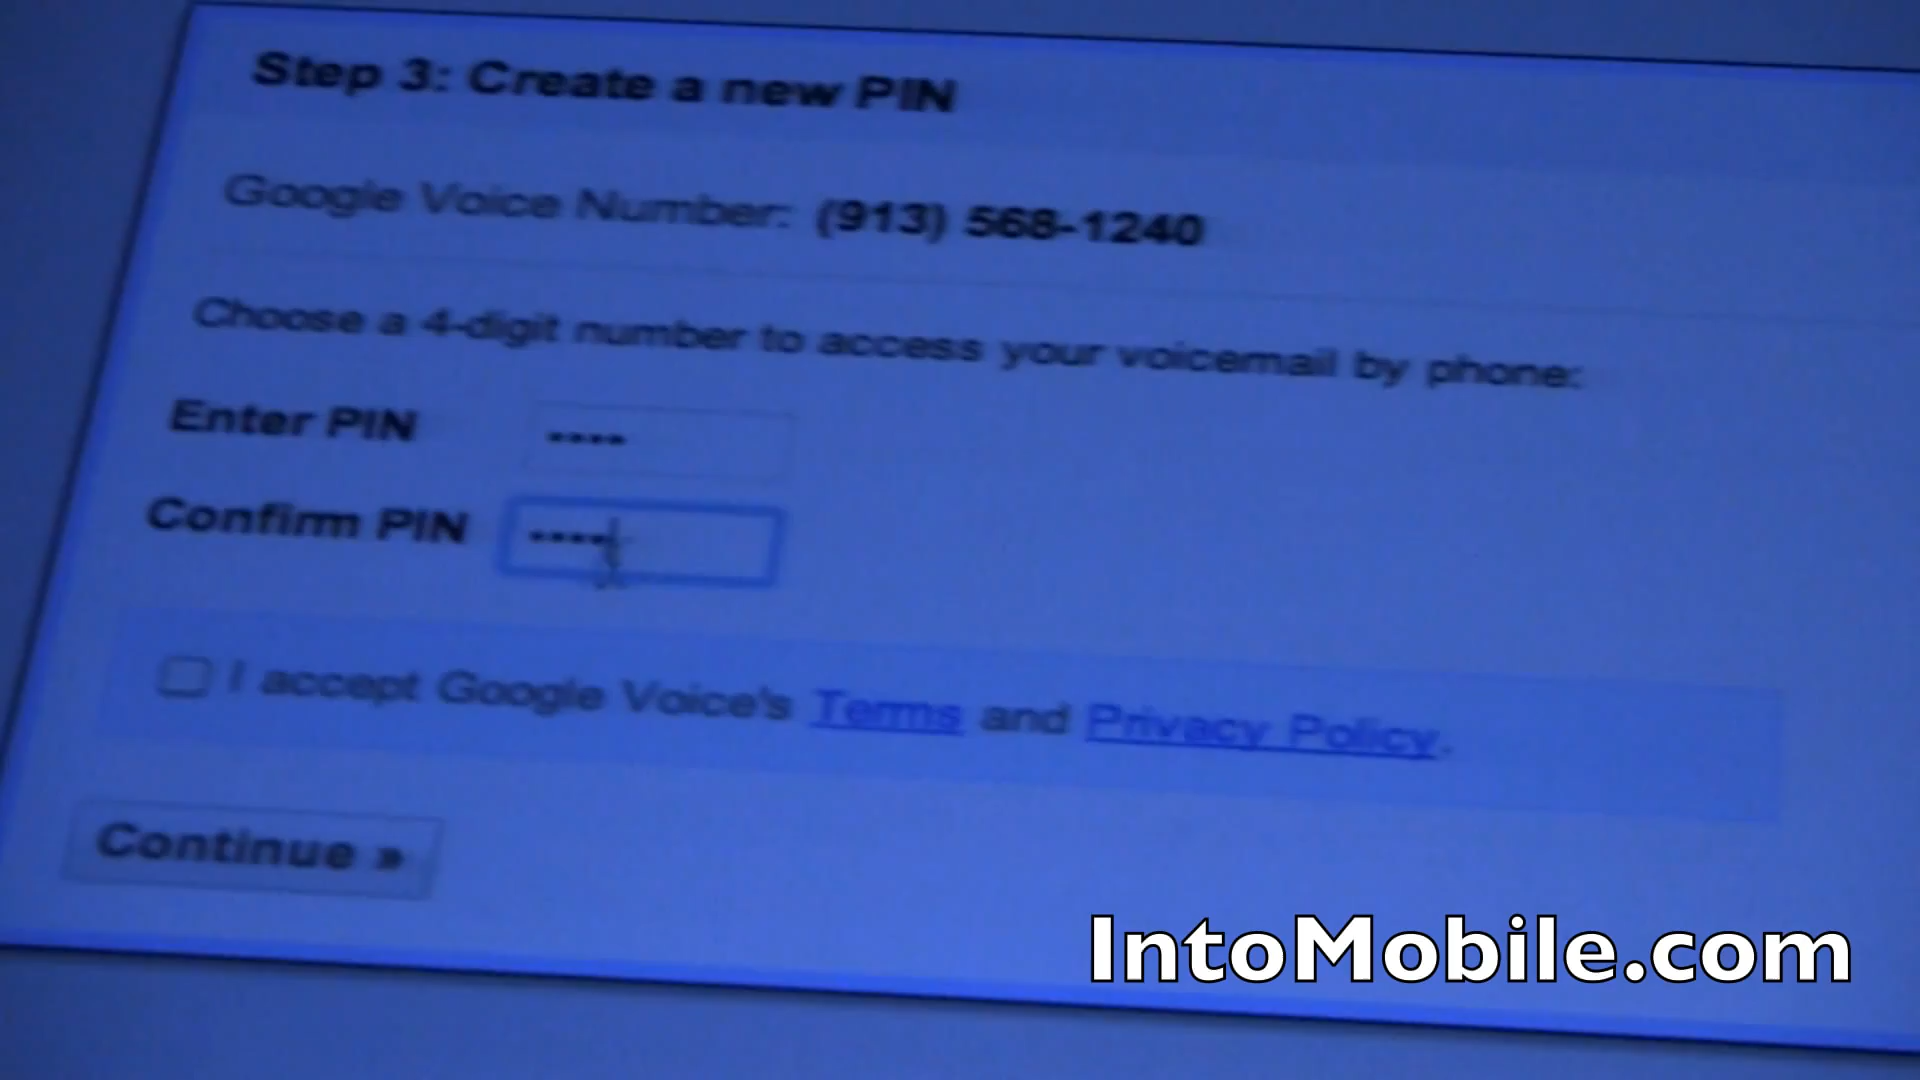 Step 3: Create a new PIN
Google Voice Number: (913) 568-1240
Choose a 4-digit number to access your voicemail by phone:
Enter PIN ••••
Confirm PIN ••••
I accept Google Voice's Terms and Privacy Policy.
Continue »
IntoMobile.com